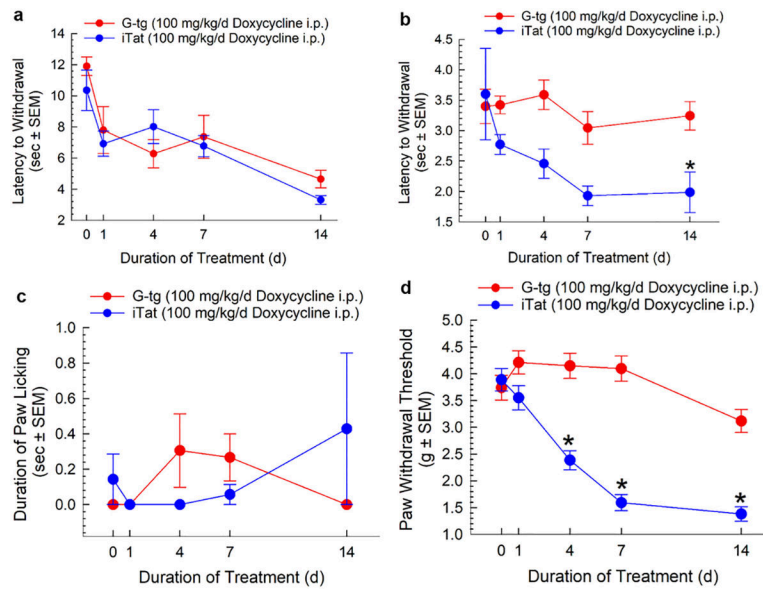 a
G-tg (100 mg/kg/d Doxycycline i.p.)
iTat (100 mg/kg/d Doxycycline i.p.)
Latency to Withdrawal
(sec ± SEM)
14
12
10
8
6
4
2
0 1 4 7 14
Duration of Treatment (d)
b
G-tg (100 mg/kg/d Doxycycline i.p.)
iTat (100 mg/kg/d Doxycycline i.p.)
Latency to Withdrawal
(sec ± SEM)
4.5
4.0
3.5
3.0
2.5
2.0
1.5
*
0 1 4 7 14
Duration of Treatment (d)
c
G-tg (100 mg/kg/d Doxycycline i.p.)
iTat (100 mg/kg/d Doxycycline i.p.)
Duration of Paw Licking
(sec ± SEM)
1.0
0.8
0.6
0.4
0.2
0.0
0 1 4 7 14
Duration of Treatment (d)
d
G-tg (100 mg/kg/d Doxycycline i.p.)
iTat (100 mg/kg/d Doxycycline i.p.)
Paw Withdrawal Threshold
(g ± SEM)
5.0
4.5
4.0
3.5
3.0
2.5
2.0
1.5
1.0
* * *
0 1 4 7 14
Duration of Treatment (d)